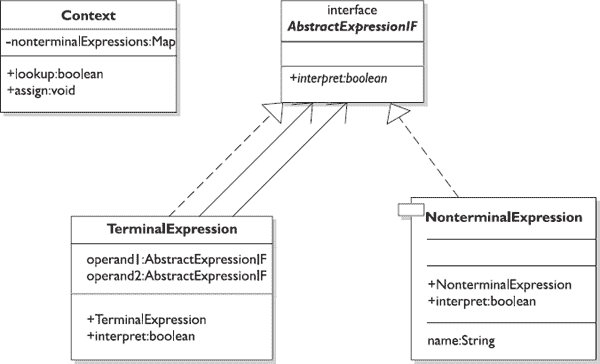 Context
-nonterminalExpressions:Map
+lookup:boolean
+assign:void
interface
AbstractExpressionIF
+interpret:boolean
TerminalExpression
operand1:AbstractExpressionIF
operand2:AbstractExpressionIF
+TerminalExpression
+interpret:boolean
NonterminalExpression
+NonterminalExpression
+interpret:boolean
name:String